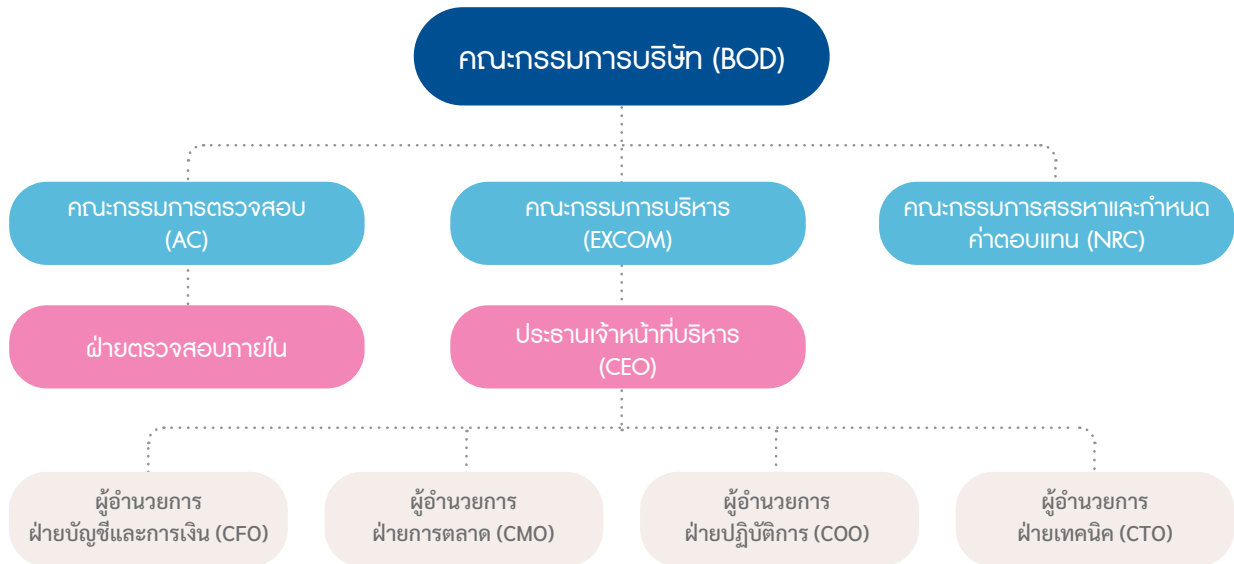 คณะกรรมการบริษัท (BOD)
คณะกรรมการตรวจสอบ
(AC)
คณะกรรมการบริหาร
(EXCOM)
คณะกรรมการสรรหาและกำหนด
ค่าตอบแทน (NRC)
ฝ่ายตรวจสอบภายใน
ประธานเจ้าหน้าที่บริหาร
(CEO)
ผู้อำนวยการ
ฝ่ายบัญชีและการเงิน (CFO)
ผู้อำนวยการ
ฝ่ายการตลาด (CMO)
ผู้อำนวยการ
ฝ่ายปฏิบัติการ (COO)
ผู้อำนวยการ
ฝ่ายเทคนิค (CTO)